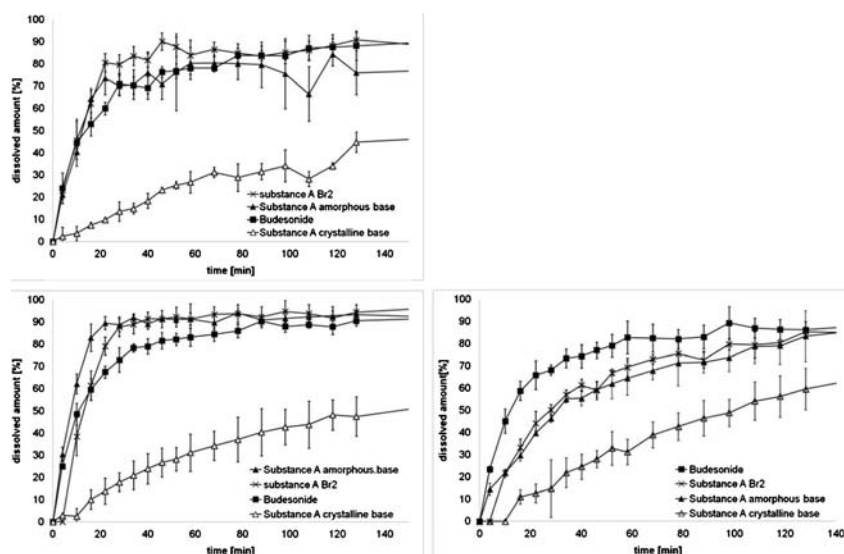 100
90
80
70
60
50
40
30
20
10
0
dissolved amount [%]
substance A Br2
Substance A amorphous base
Budesonide
Substance A crystalline base
0 20 40 60 80 100 120 140
time [min]
100
90
80
70
60
50
40
30
20
10
0
dissolved amount [%]
Substance A amorphous.base
substance A Br2
Budesonide
Substance A crystalline base
0 20 40 60 80 100 120 140
time [min]
100
90
80
70
60
50
40
30
20
10
0
dissolved amount[%]
Budesonide
Substance A Br2
Substance A amorphous base
Substance A crystalline base
0 20 40 60 80 100 120 140
time [min]